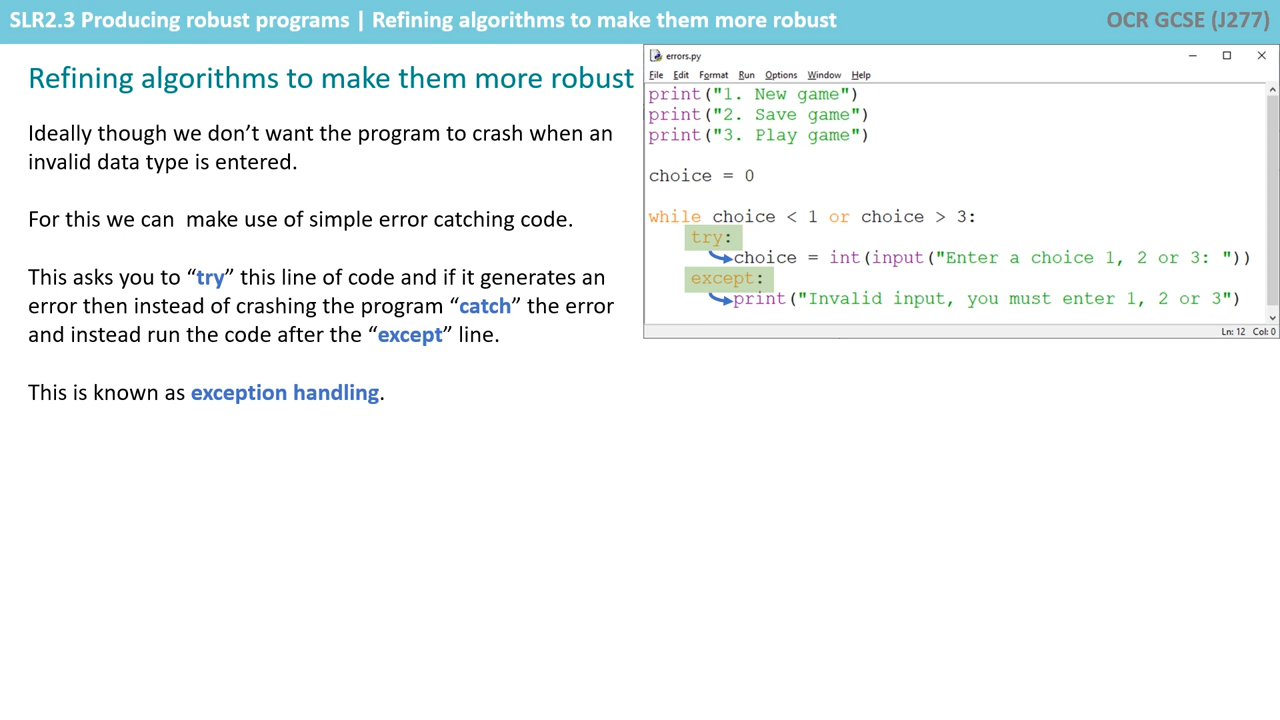 SLR2.3 Producing robust programs | Refining algorithms to make them more robust
OCR GCSE (J277)
Refining algorithms to make them more robust
Ideally though we don’t want the program to crash when an
invalid data type is entered.
For this we can  make use of simple error catching code.
This asks you to “try” this line of code and if it generates an
error then instead of crashing the program “catch” the error
and instead run the code after the “except” line.
This is known as exception handling.
errors.py
File Edit Format Run Options Window Help
print("1. New game")
print("2. Save game")
print("3. Play game")
choice = 0
while choice < 1 or choice > 3:
try:
choice = int(input("Enter a choice 1, 2 or 3: "))
except:
print("Invalid input, you must enter 1, 2 or 3")
Ln: 12 Col: 0